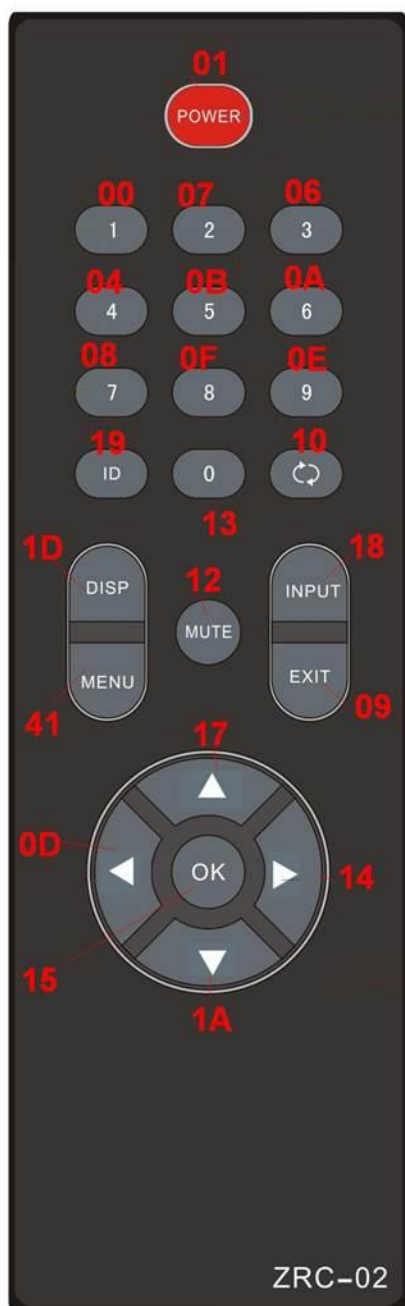 01
POWER
00 07 06
1 2 3
04 0B 0A
4 5 6
08 0F 0E
7 8 9
19 10
ID 0
13
1D 12 18
DISP MUTE INPUT
MENU EXIT
41 09
17
0D OK 14
15
1A
ZRC-02